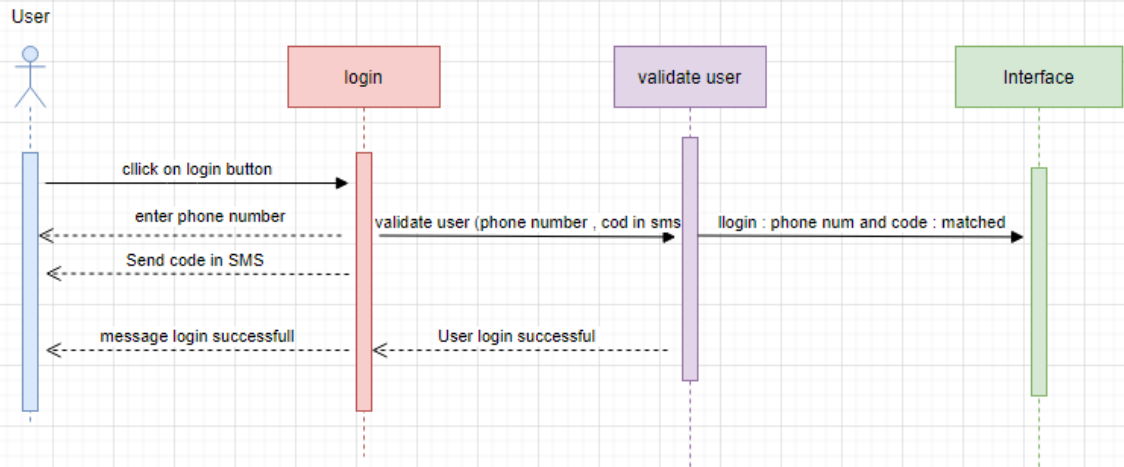 User
login
validate user
Interface
cllick on login button
enter phone number
validate user (phone number , cod in sms
llogin : phone num and code : matched
Send code in SMS
message login successfull
User login successful